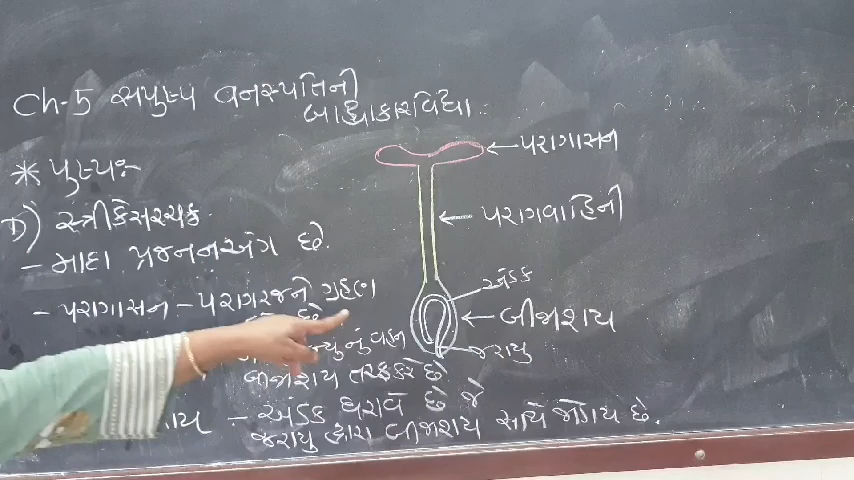 Ch-5 સપુષ્પ વનસ્પતિની
બાહ્યાકારવિદ્યા :
* પુષ્પ :-
D) સ્ત્રીકેસરચક્ર
- માદા પ્રજનનઅંગ છે.
- પરાગાસન - પરાગરજનો ગ્રહણ
છે
નું વહન
બીજાશય તરફ કરે છે
ાય - અંડક ધરાવે છે જે
જરાયુ દ્વારા બીજાશય સાથે જોડાય છે.
પરાગાસન
પરાગવાહિની
અંડક
બીજાશય
જરાયુ